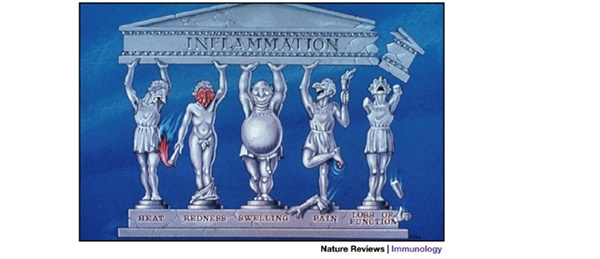 INFLAMMATION
HEAT REDNESS SWELLING PAIN LOSS OF
FUNCTION
Nature Reviews | Immunology